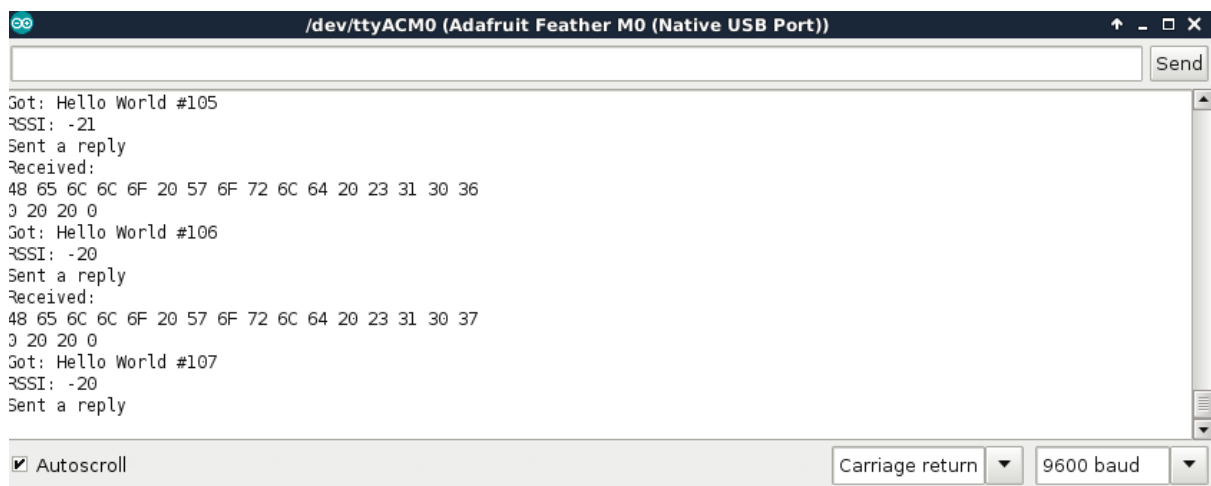 /dev/ttyACM0 (Adafruit Feather M0 (Native USB Port))
Send
Got: Hello World #105
RSSI: -21
Sent a reply
Received:
48 65 6C 6C 6F 20 57 6F 72 6C 64 20 23 31 30 36
0 20 20 0
Got: Hello World #106
RSSI: -20
Sent a reply
Received:
48 65 6C 6C 6F 20 57 6F 72 6C 64 20 23 31 30 37
0 20 20 0
Got: Hello World #107
RSSI: -20
Sent a reply
Autoscroll
Carriage return
9600 baud